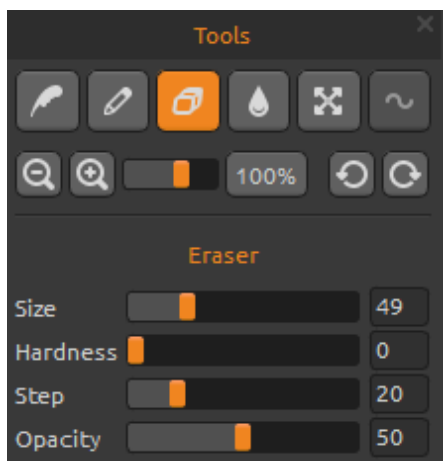 Tools
100%
Eraser
Size 49
Hardness 0
Step 20
Opacity 50